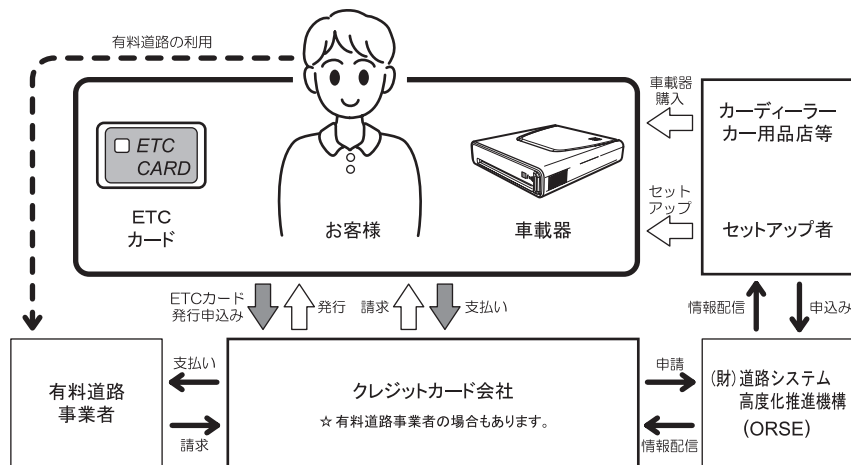 有料道路の利用
ETC
CARD
ETC
カード
お客様
車載器
車載器
購入
セット
アップ
カーディーラー
カー用品店等
セットアップ者
ETCカード
発行申込み
発行
請求
支払い
情報配信
申込み
有料道路
事業者
支払い
請求
クレジットカード会社
☆有料道路事業者の場合もあります。
申請
情報配信
(財)道路システム
高度化推進機構
(ORSE)